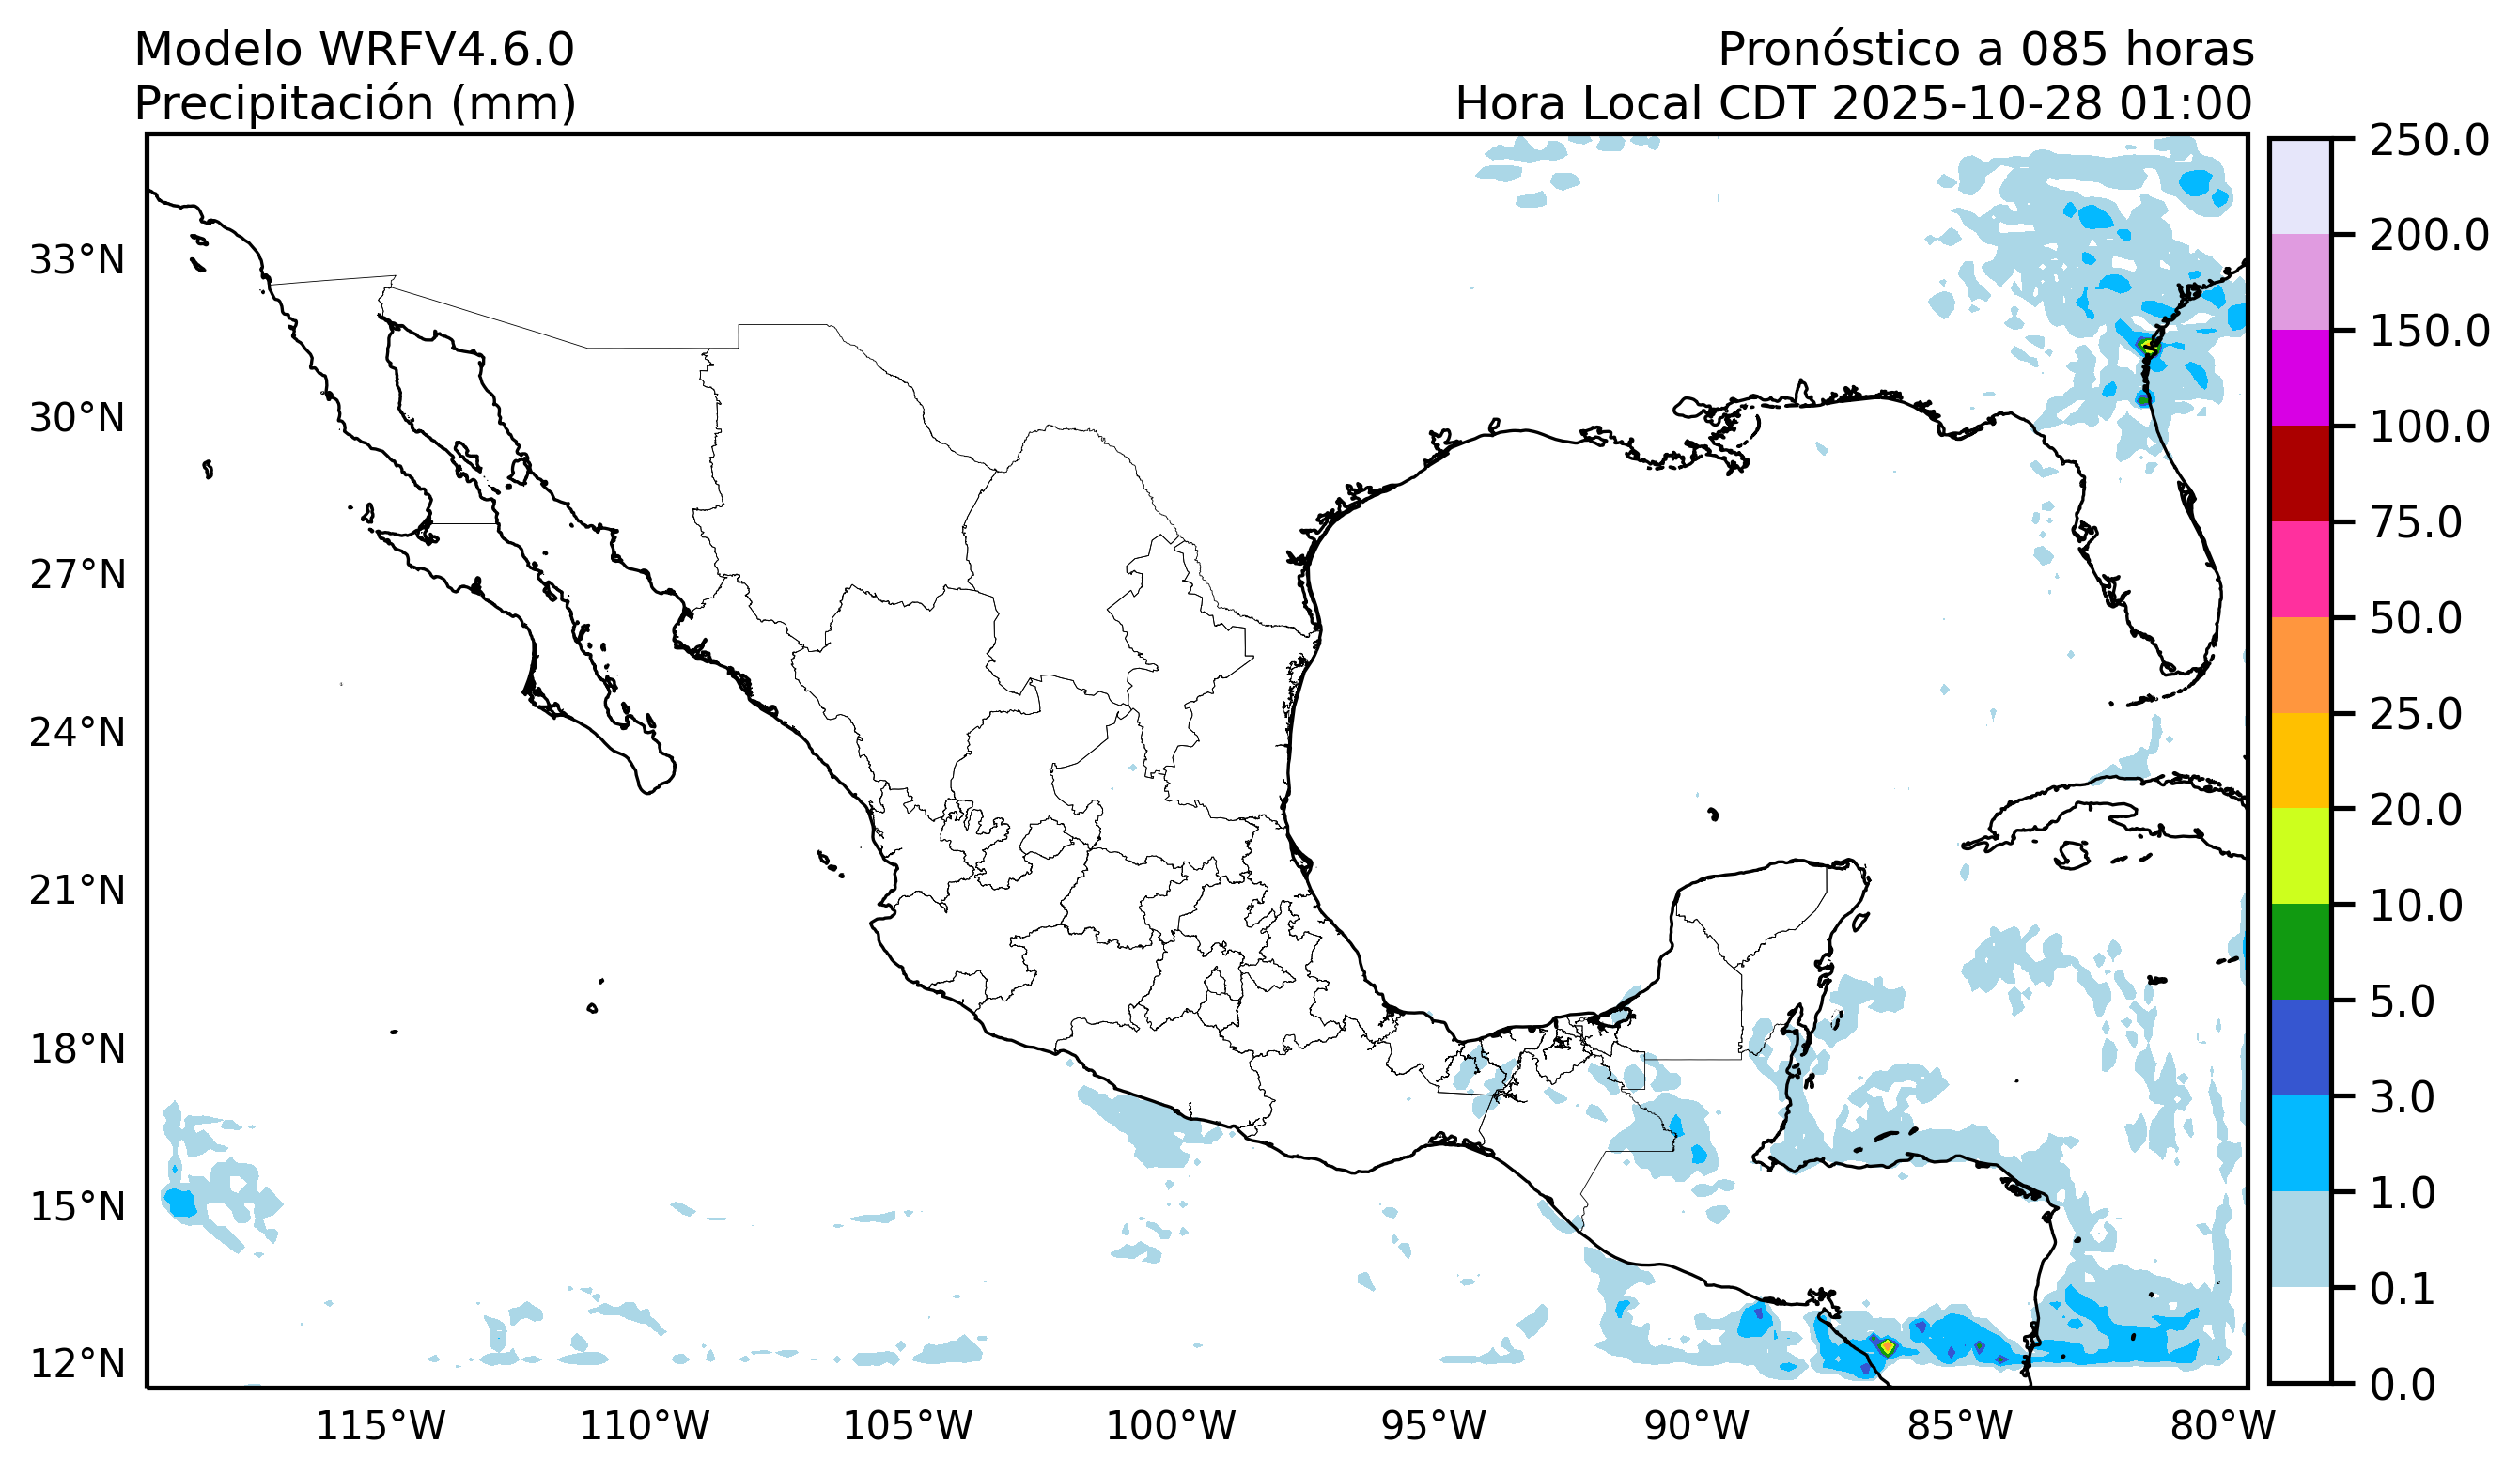 Modelo WRFV4.6.0
Precipitación (mm)
Pronóstico a 085 horas
Hora Local CDT 2025-10-28 01:00
33°N
30°N
27°N
24°N
21°N
18°N
15°N
12°N
115°W
110°W
105°W
100°W
95°W
90°W
85°W
80°W
250.0
200.0
150.0
100.0
75.0
50.0
25.0
20.0
10.0
5.0
3.0
1.0
0.1
0.0